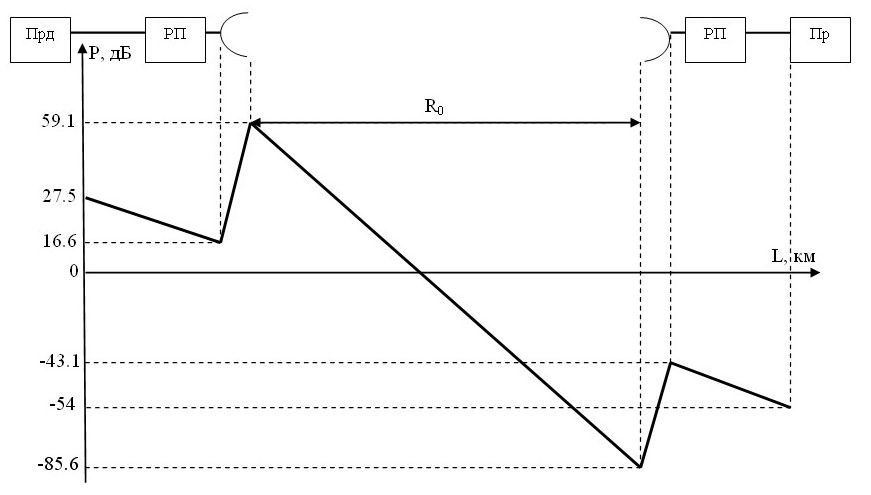 Прд
РП
РП
Пр
P, дБ
R0
59.1
27.5
16.6
0
L, км
-43.1
-54
-85.6